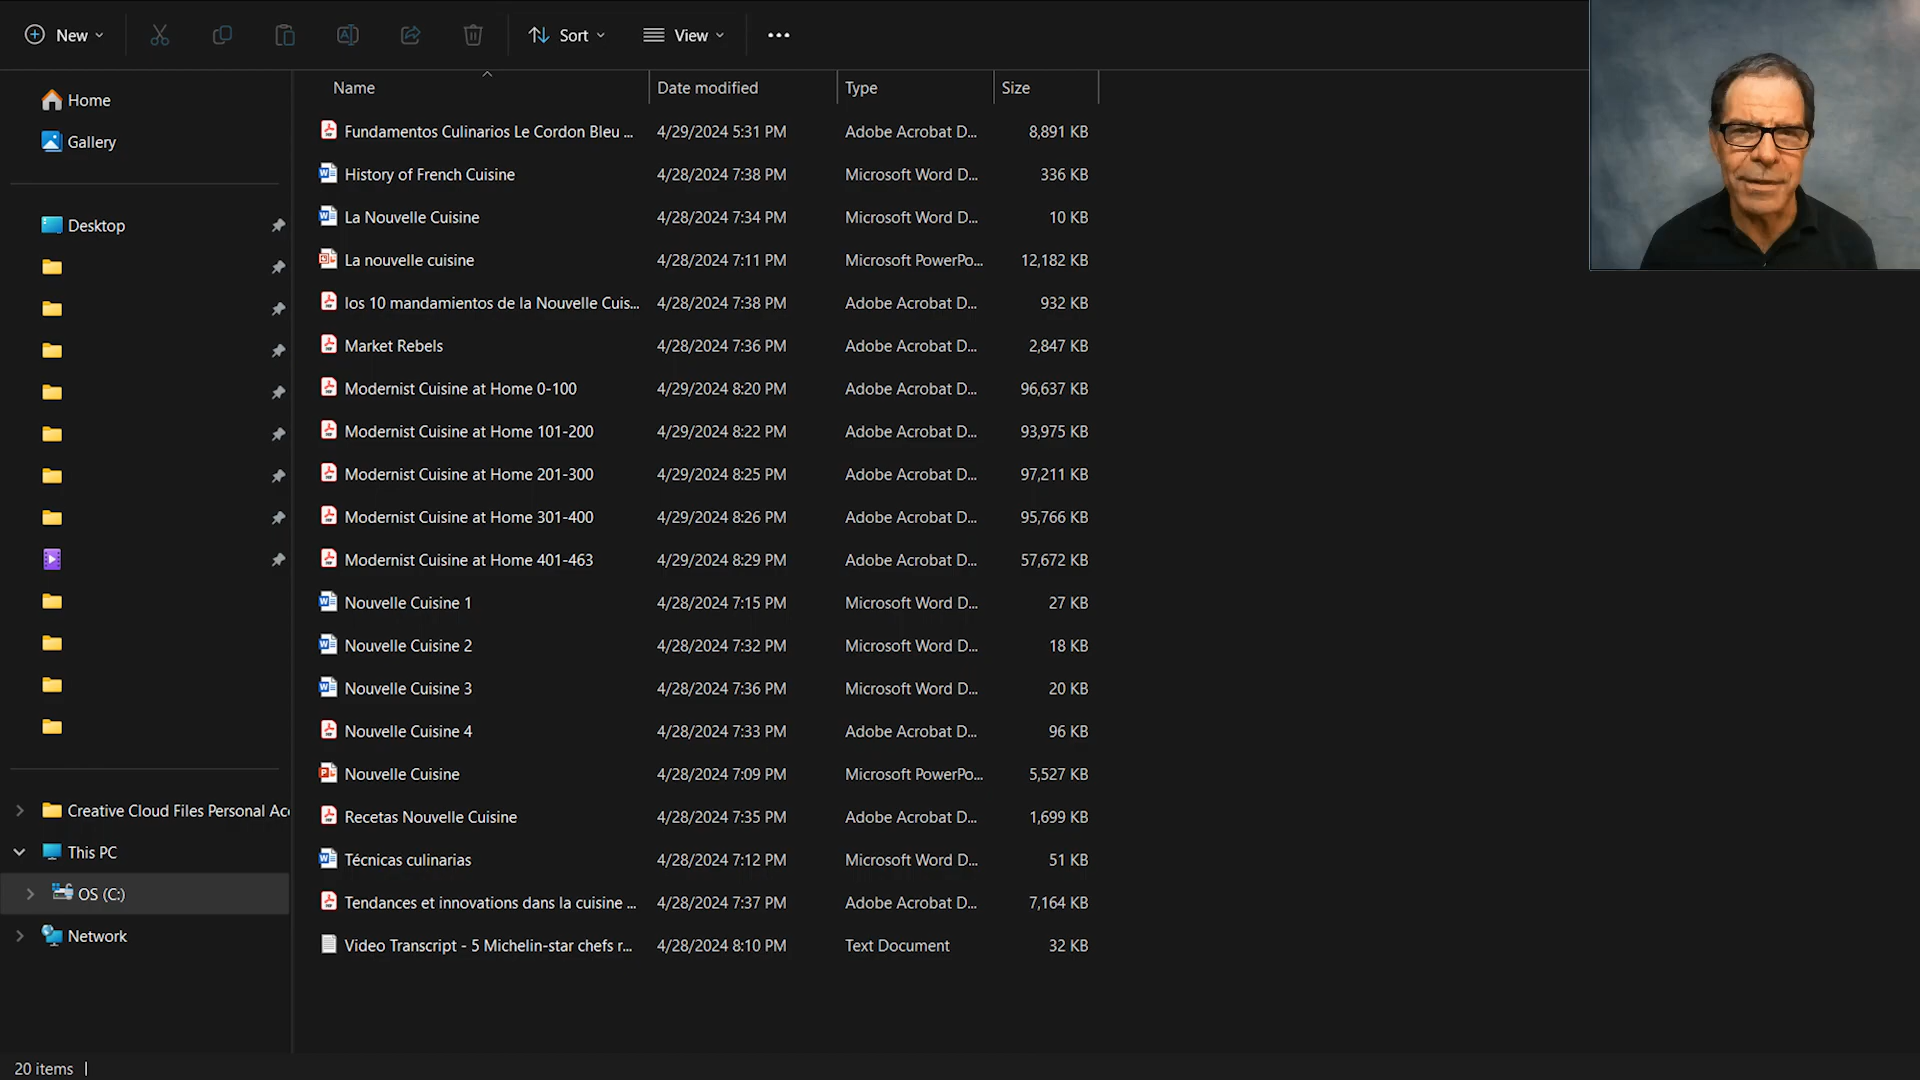 New Sort View
Name Date modified Type Size
Home
Gallery
Desktop
Creative Cloud Files Personal Acc
This PC
OS (C:)
Network
Fundamentos Culinarios Le Cordon Bleu ... 4/29/2024 5:31 PM Adobe Acrobat D... 8,891 KB
History of French Cuisine 4/28/2024 7:38 PM Microsoft Word D... 336 KB
La Nouvelle Cuisine 4/28/2024 7:34 PM Microsoft Word D... 10 KB
La nouvelle cuisine 4/28/2024 7:11 PM Microsoft PowerPo... 12,182 KB
los 10 mandamientos de la Nouvelle Cuis... 4/28/2024 7:38 PM Adobe Acrobat D... 932 KB
Market Rebels 4/28/2024 7:36 PM Adobe Acrobat D... 2,847 KB
Modernist Cuisine at Home 0-100 4/29/2024 8:20 PM Adobe Acrobat D... 96,637 KB
Modernist Cuisine at Home 101-200 4/29/2024 8:22 PM Adobe Acrobat D... 93,975 KB
Modernist Cuisine at Home 201-300 4/29/2024 8:25 PM Adobe Acrobat D... 97,211 KB
Modernist Cuisine at Home 301-400 4/29/2024 8:26 PM Adobe Acrobat D... 95,766 KB
Modernist Cuisine at Home 401-463 4/29/2024 8:29 PM Adobe Acrobat D... 57,672 KB
Nouvelle Cuisine 1 4/28/2024 7:15 PM Microsoft Word D... 27 KB
Nouvelle Cuisine 2 4/28/2024 7:32 PM Microsoft Word D... 18 KB
Nouvelle Cuisine 3 4/28/2024 7:36 PM Microsoft Word D... 20 KB
Nouvelle Cuisine 4 4/28/2024 7:33 PM Adobe Acrobat D... 96 KB
Nouvelle Cuisine 4/28/2024 7:09 PM Microsoft PowerPo... 5,527 KB
Recetas Nouvelle Cuisine 4/28/2024 7:35 PM Adobe Acrobat D... 1,699 KB
Técnicas culinarias 4/28/2024 7:12 PM Microsoft Word D... 51 KB
Tendances et innovations dans la cuisine ... 4/28/2024 7:37 PM Adobe Acrobat D... 7,164 KB
Video Transcript - 5 Michelin-star chefs r... 4/28/2024 8:10 PM Text Document 32 KB
20 items